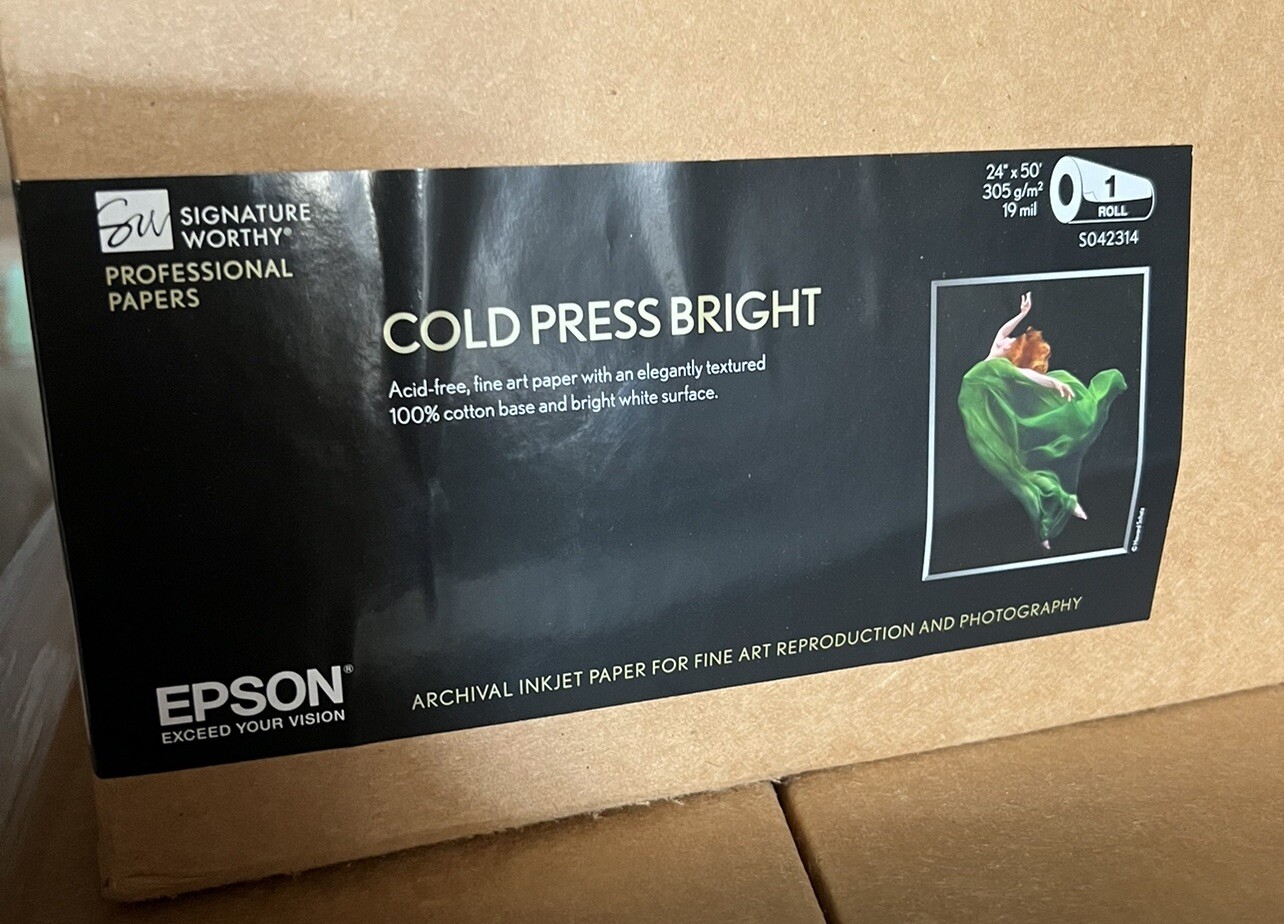 Sw SIGNATURE
WORTHY®
PROFESSIONAL
PAPERS
24" x 50'
305 g/m²
19 mil
1
ROLL
S042314
COLD PRESS BRIGHT
Acid-free, fine art paper with an elegantly textured
100% cotton base and bright white surface.
EPSON®
EXCEED YOUR VISION
ARCHIVAL INKJET PAPER FOR FINE ART REPRODUCTION AND PHOTOGRAPHY